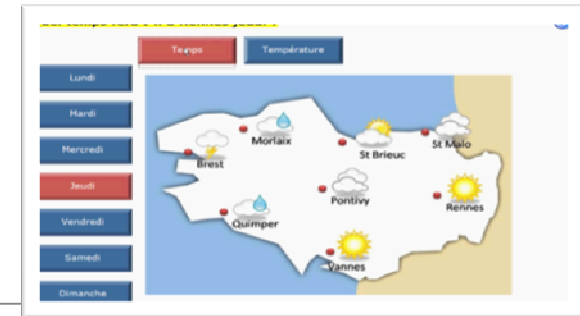 Temps Température
Lundi
Mardi
Mercredi
Jeudi
Vendredi
Samedi
Dimanche
Morlaix
St Brieuc
St Malo
Brest
Pontivy
Rennes
Quimper
Vannes